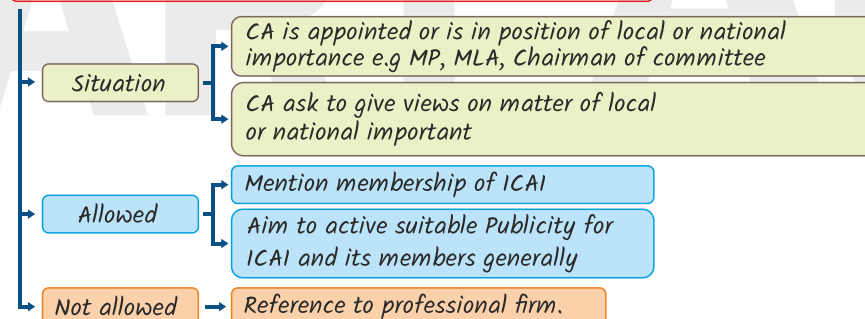 CA is appointed or is in position of local or national
importance e.g MP, MLA, Chairman of committee
Situation
CA ask to give views on matter of local
or national important
Mention membership of ICAI
Allowed
Aim to active suitable Publicity for
ICAI and its members generally
Not allowed
Reference to professional firm.